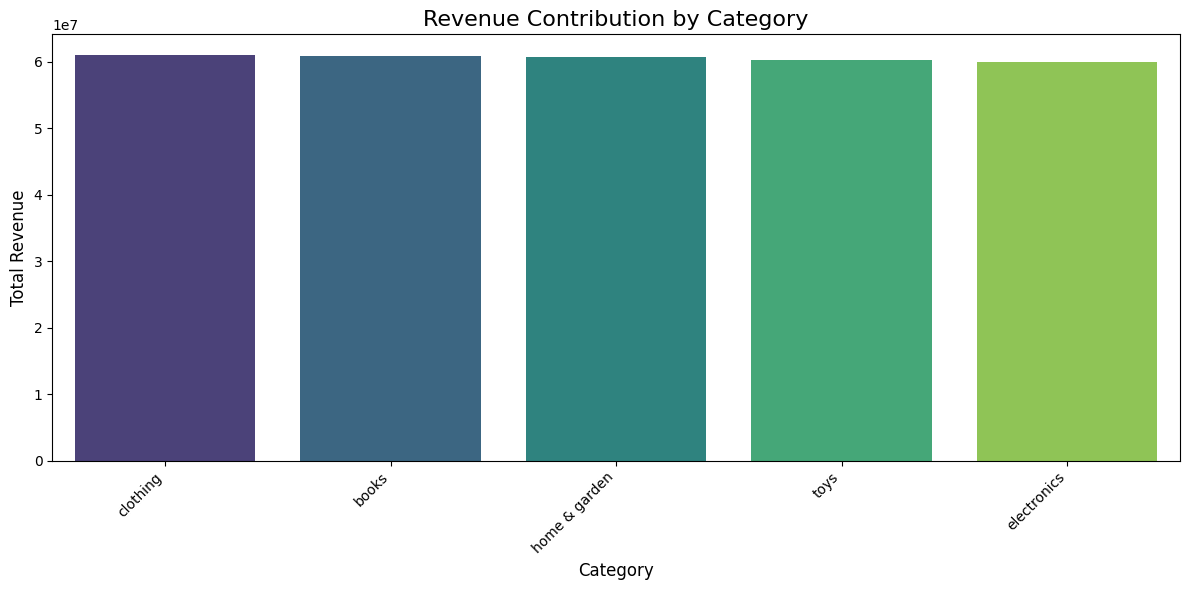 Revenue Contribution by Category
1e7
6
5
4
3
2
1
0
Total Revenue
clothing
books
home & garden
toys
electronics
Category